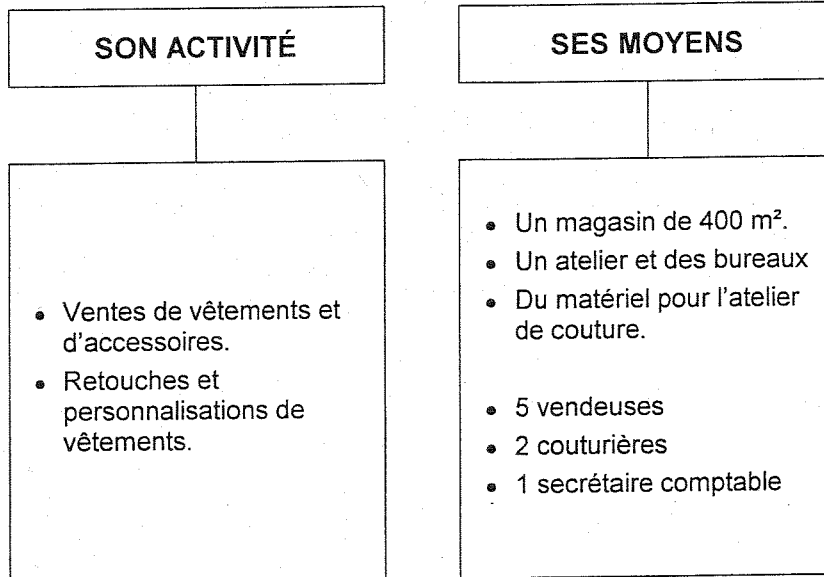 SON ACTIVITÉ
• Ventes de vêtements et
d'accessoires.
• Retouches et
personnalisations de
vêtements.
SES MOYENS
• Un magasin de 400 m².
• Un atelier et des bureaux
• Du matériel pour l'atelier
de couture.
• 5 vendeuses
• 2 couturières
• 1 secrétaire comptable